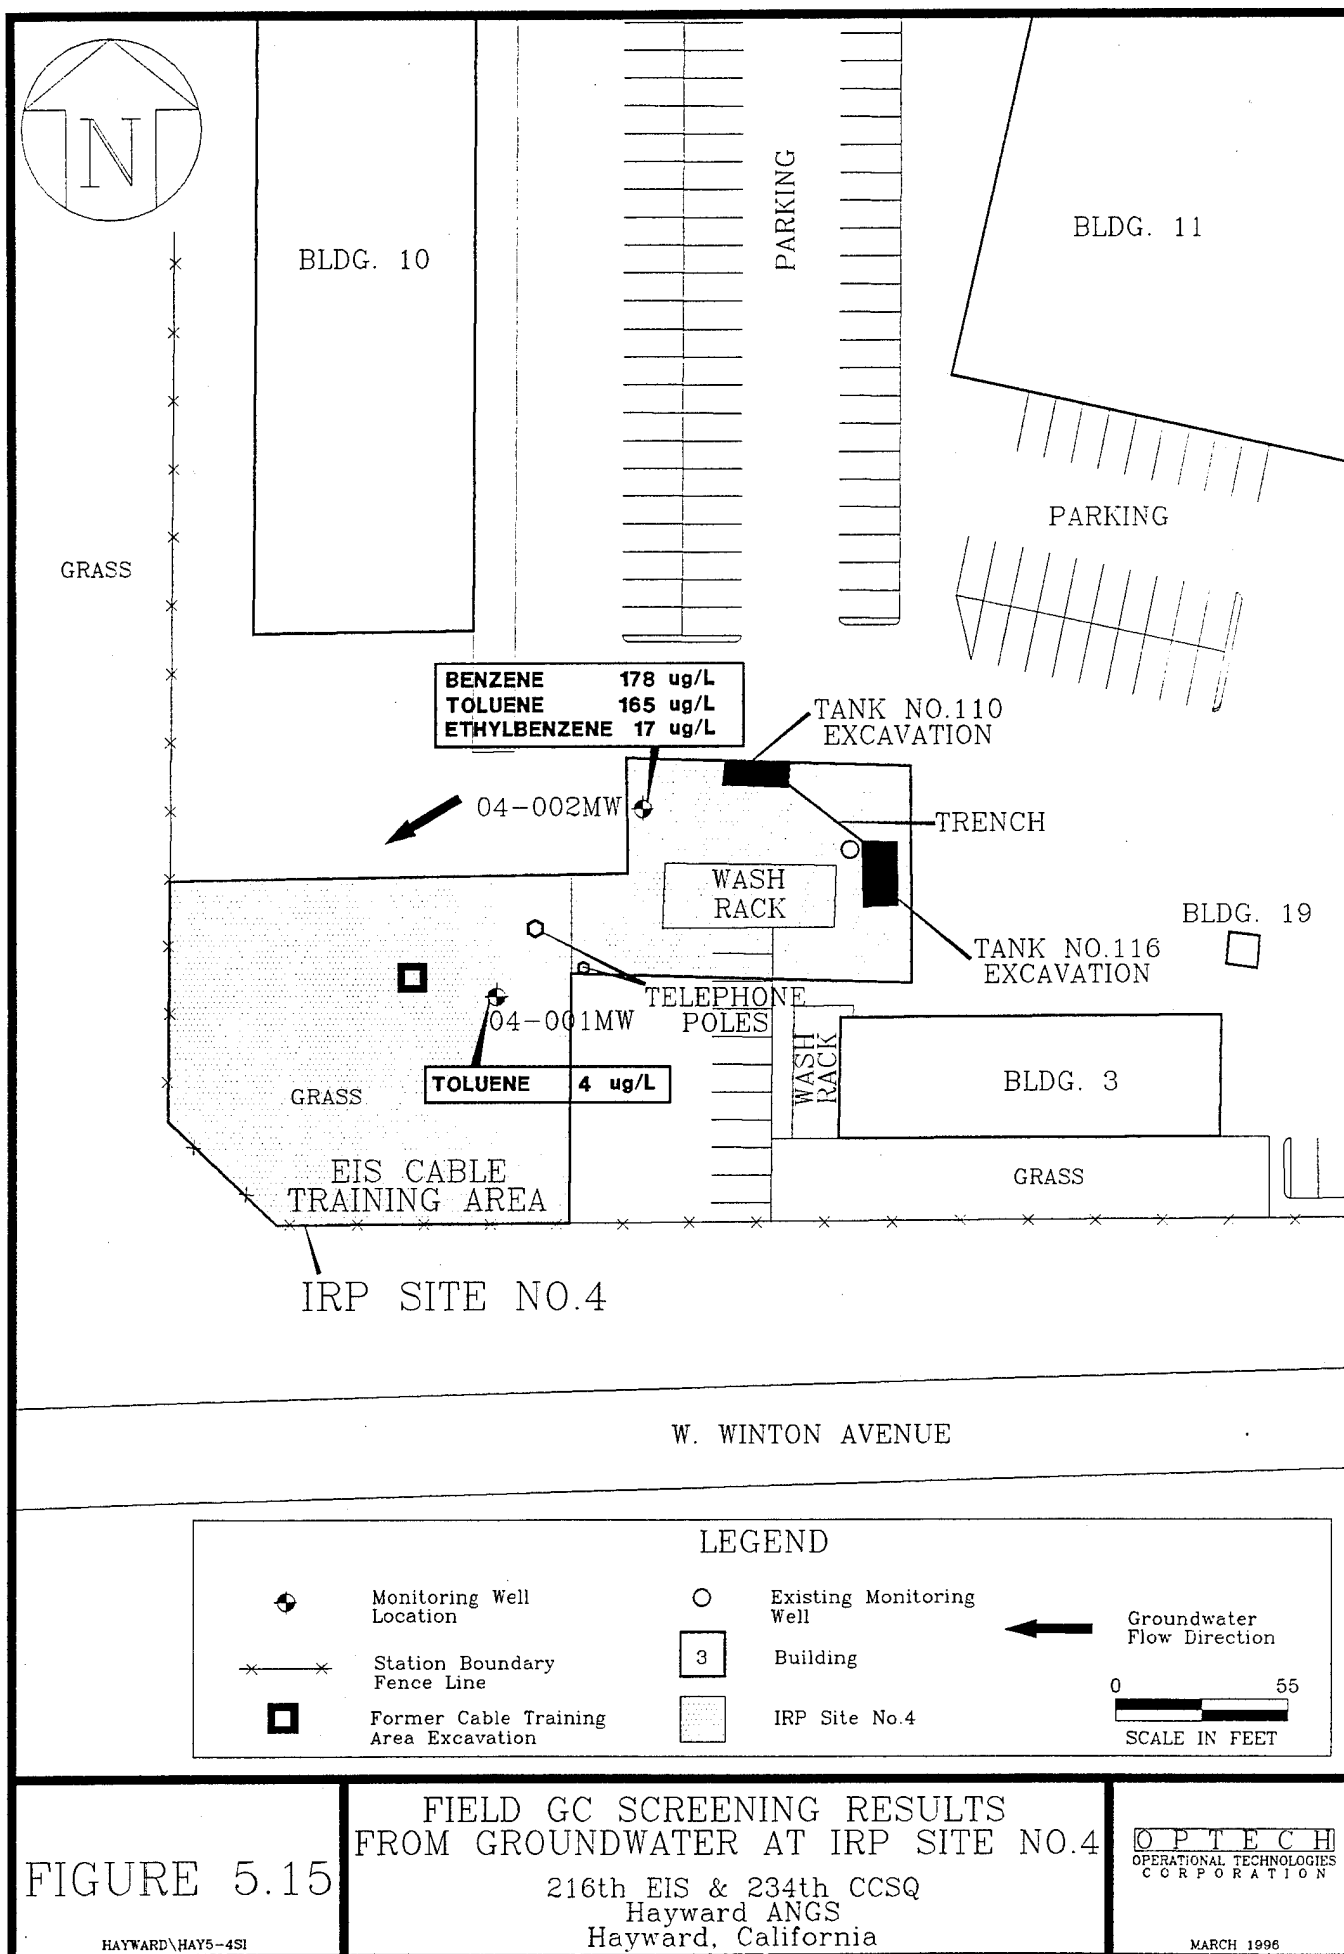 N
BLDG. 10
PARKING
BLDG. 11
PARKING
GRASS
BENZENE 178 ug/L
TOLUENE 165 ug/L
ETHYLBENZENE 17 ug/L
TANK NO.110
EXCAVATION
04-002MW
TRENCH
WASH
RACK
BLDG. 19
TANK NO.116
EXCAVATION
TELEPHONE
POLES
04-001MW
WASH
RACK
BLDG. 3
TOLUENE 4 ug/L
GRASS
EIS CABLE
TRAINING AREA
GRASS
IRP SITE NO.4
W. WINTON AVENUE
LEGEND
Monitoring Well
Location
Existing Monitoring
Well
Groundwater
Flow Direction
Station Boundary
Fence Line
3
Building
Former Cable Training
Area Excavation
IRP Site No.4
0 55
SCALE IN FEET
FIGURE 5.15
HAYWARD\HAY5-4SI
FIELD GC SCREENING RESULTS
FROM GROUNDWATER AT IRP SITE NO.4
216th EIS & 234th CCSQ
Hayward ANGS
Hayward, California
OPTECH
OPERATIONAL TECHNOLOGIES
CORPORATION
MARCH 1996